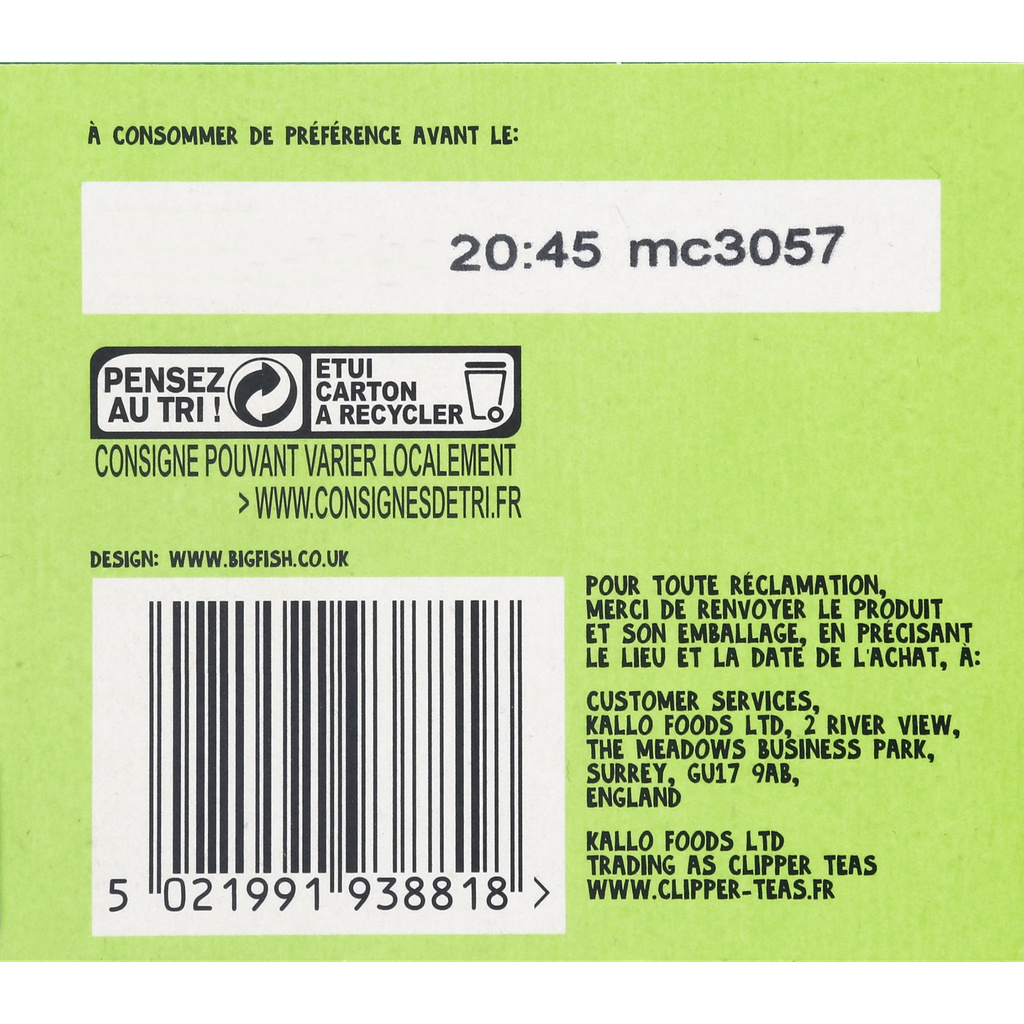 À CONSOMMER DE PRÉFÉRENCE AVANT LE:
20:45 mc3057
PENSEZ
AU TRI !
ETUI
CARTON
A RECYCLER
CONSIGNE POUVANT VARIER LOCALEMENT
> WWW.CONSIGNESDETRI.FR
DESIGN: WWW.BIGFISH.CO.UK
5 021991 938818 >
POUR TOUTE RÉCLAMATION,
MERCI DE RENVOYER LE PRODUIT
ET SON EMBALLAGE, EN PRÉCISANT
LE LIEU ET LA DATE DE L'ACHAT, À:
CUSTOMER SERVICES,
KALLO FOODS LTD, 2 RIVER VIEW,
THE MEADOWS BUSINESS PARK,
SURREY, GU17 9AB,
ENGLAND
KALLO FOODS LTD
TRADING AS CLIPPER TEAS
WWW.CLIPPER-TEAS.FR